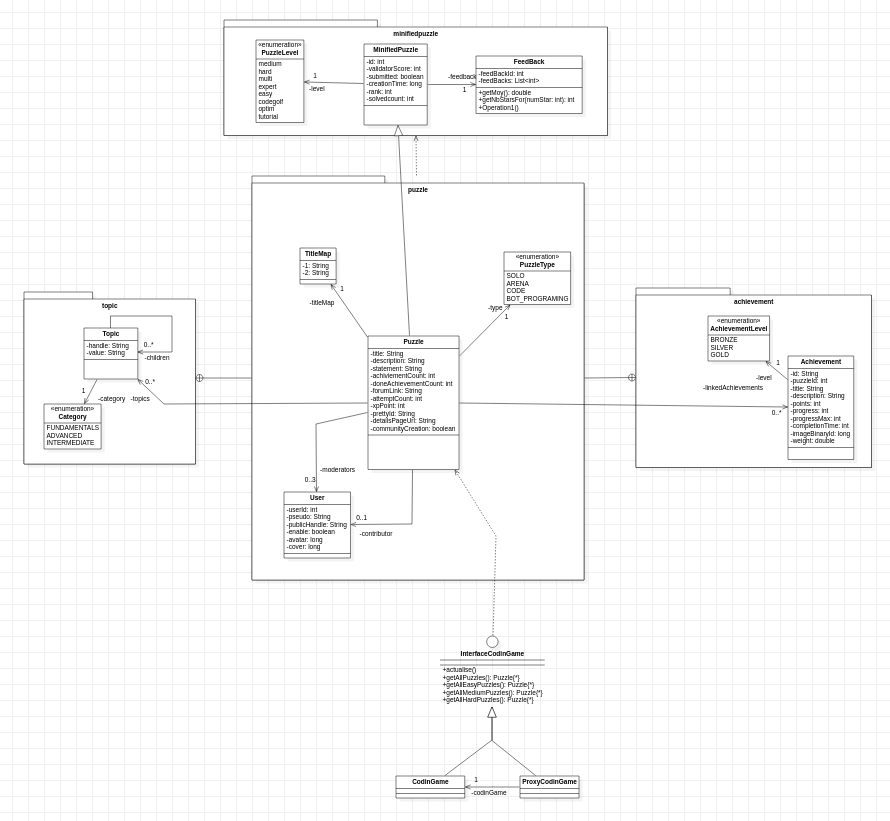 minifiedpuzzle
«enumeration»
PuzzleLevel
medium
hard
multi
expert
easy
codegolf
optim
tutorial
1
-level
MinifiedPuzzle
-id: int
-validatorScore: int
-submitted: boolean
-creationTime: long
-rank: int
-solvedcount: int
-feedback
1
FeedBack
-feedBackId: int
-feedBacks: List<int>
+getMoy(): double
+getNbStarsFor(numStar: int): int
+Operation1()
puzzle
TitleMap
-1: String
-2: String
1
-titleMap
«enumeration»
PuzzleType
SOLO
ARENA
CODE
BOT_PROGRAMING
-type
1
topic
Topic
-handle: String
-value: String
0..*
-children
0..*
1
-category
-topics
«enumeration»
Category
FUNDAMENTALS
ADVANCED
INTERMEDIATE
Puzzle
-title: String
-description: String
-statement: String
-achiviementCount: int
-doneAchievementCount: int
-forumLink: String
-attemptCount: int
-xpPoint: int
-prettyId: String
-detailsPageUrl: String
-communityCreation: boolean
-moderators
0..3
User
-userId: int
-pseudo: String
-publicHandle: String
-enable: boolean
-avatar: long
-cover: long
0..1
-contributor
achievement
«enumeration»
AchievementLevel
BRONZE
SILVER
GOLD
1
-level
-linkedAchievements
0..*
Achievement
-id: String
-puzzleId: int
-title: String
-description: String
-points: int
-progress: int
-progressMax: int
-completionTime: int
-imageBinaryId: long
-weight: double
InterfaceCodinGame
+actualise()
+getAllPuzzles(): Puzzle{*}
+getAllEasyPuzzles(): Puzzle{*}
+getAllMediumPuzzles(): Puzzle{*}
+getAllHardPuzzles(): Puzzle{*}
CodinGame
1
-codinGame
ProxyCodinGame